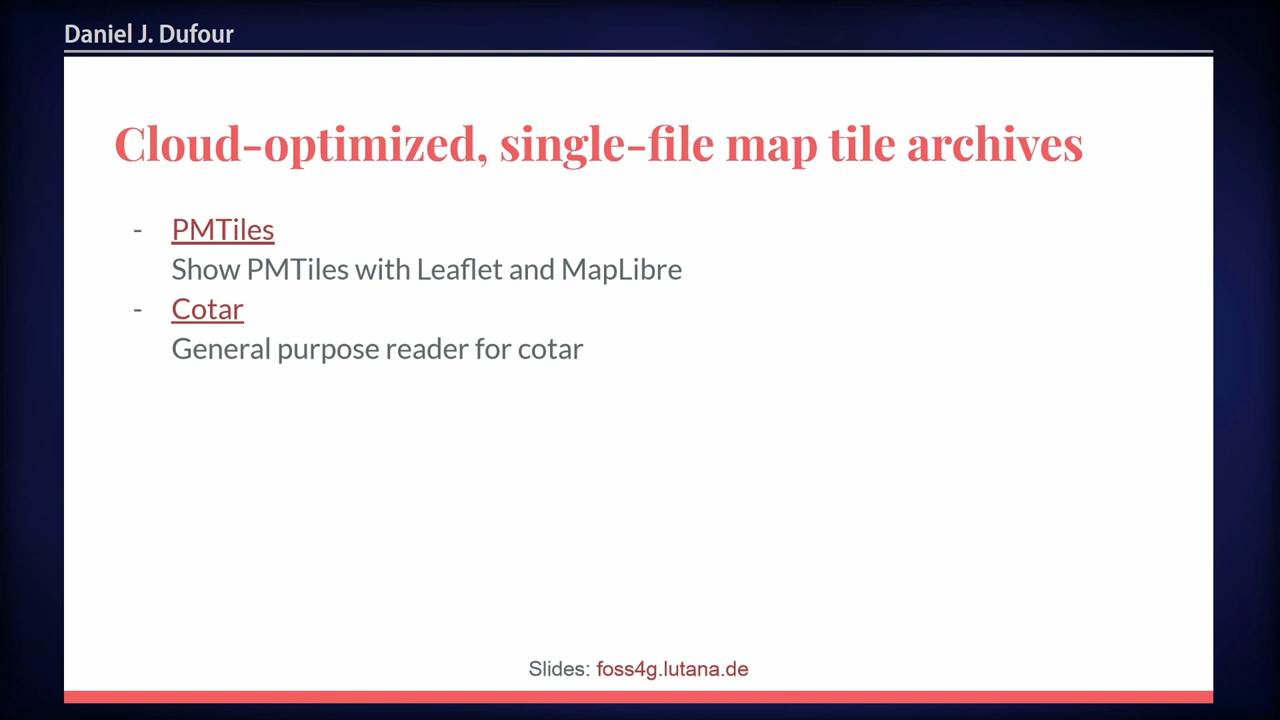 Daniel J. Dufour
Cloud-optimized, single-file map tile archives
- PMTiles
Show PMTiles with Leaflet and MapLibre
- Cotar
General purpose reader for cotar
Slides: foss4g.lutana.de